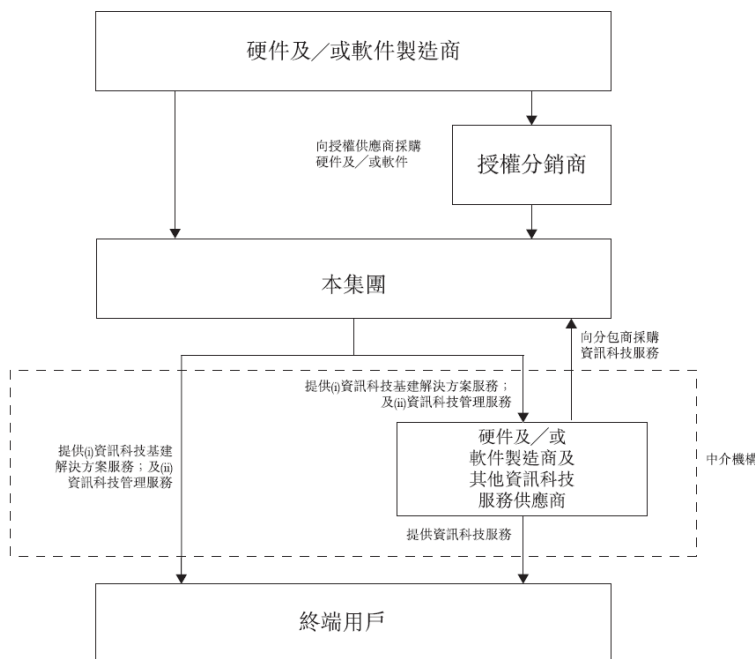 硬件及／或軟件製造商
向授權供應商採購
硬件及／或軟件
授權分銷商
本集團
向分包商採購
資訊科技服務
提供(i)資訊科技基建解決方案服務；
及(ii)資訊科技管理服務
提供(i)資訊科技基建
解決方案服務；及(ii)
資訊科技管理服務
硬件及／或
軟件製造商及
其他資訊科技
服務供應商
中介機構
提供資訊科技服務
終端用戶